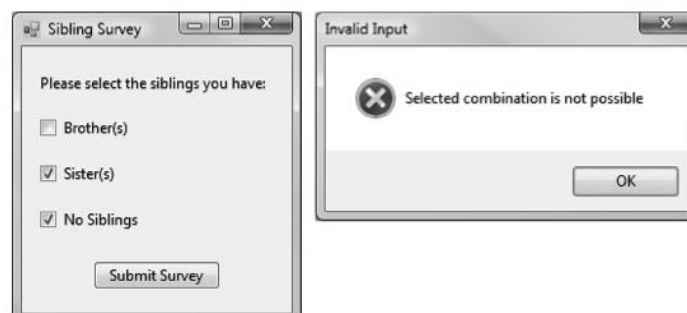 Sibling Survey
Please select the siblings you have:
Brother(s)
Sister(s)
No Siblings
Submit Survey
Invalid Input
Selected combination is not possible
OK